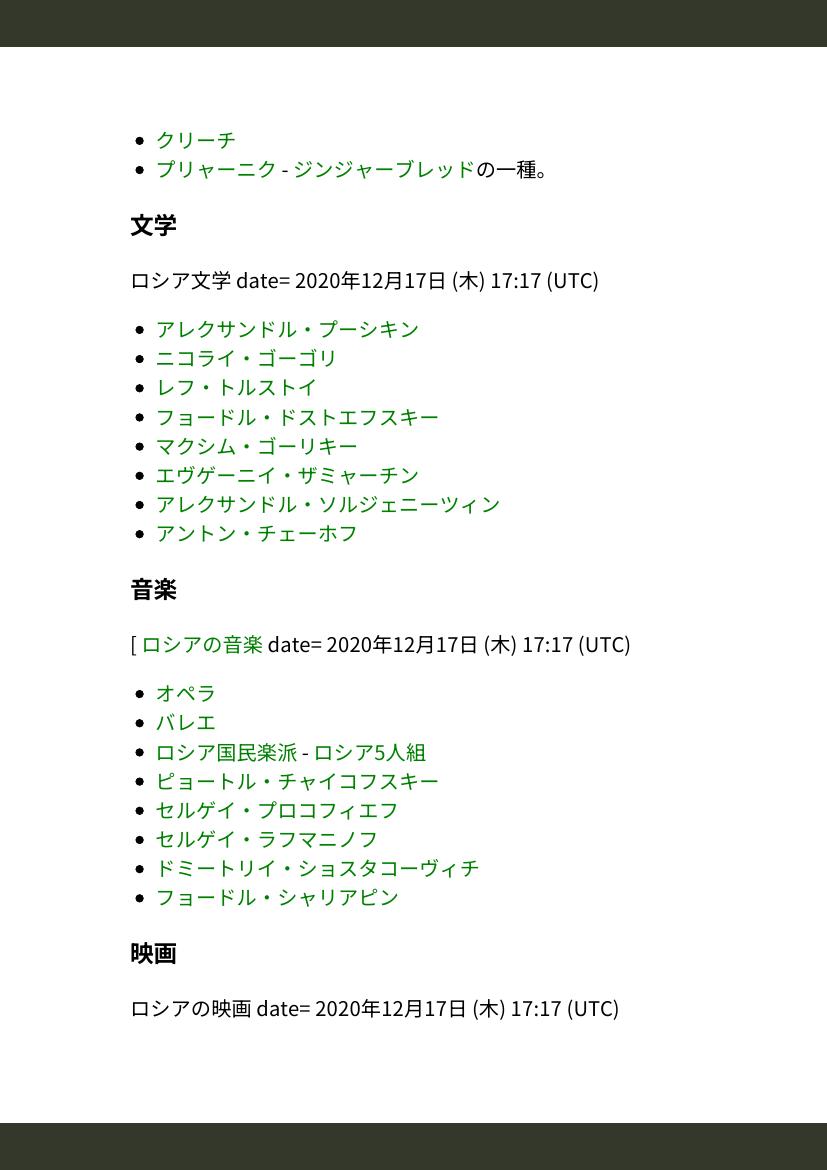 • クリーチ
• プリャーニク - ジンジャーブレッドの一種。
文学
ロシア文学 date= 2020年12月17日 (木) 17:17 (UTC)
• アレクサンドル・プーシキン
• ニコライ・ゴーゴリ
• レフ・トルストイ
• フョードル・ドストエフスキー
• マクシム・ゴーリキー
• エヴゲーニイ・ザミャーチン
• アレクサンドル・ソルジェニーツィン
• アントン・チェーホフ
音楽
[ ロシアの音楽 date= 2020年12月17日 (木) 17:17 (UTC)
• オペラ
• バレエ
• ロシア国民楽派 - ロシア5人組
• ピョートル・チャイコフスキー
• セルゲイ・プロコフィエフ
• セルゲイ・ラフマニノフ
• ドミートリイ・ショスタコーヴィチ
• フョードル・シャリアピン
映画
ロシアの映画 date= 2020年12月17日 (木) 17:17 (UTC)